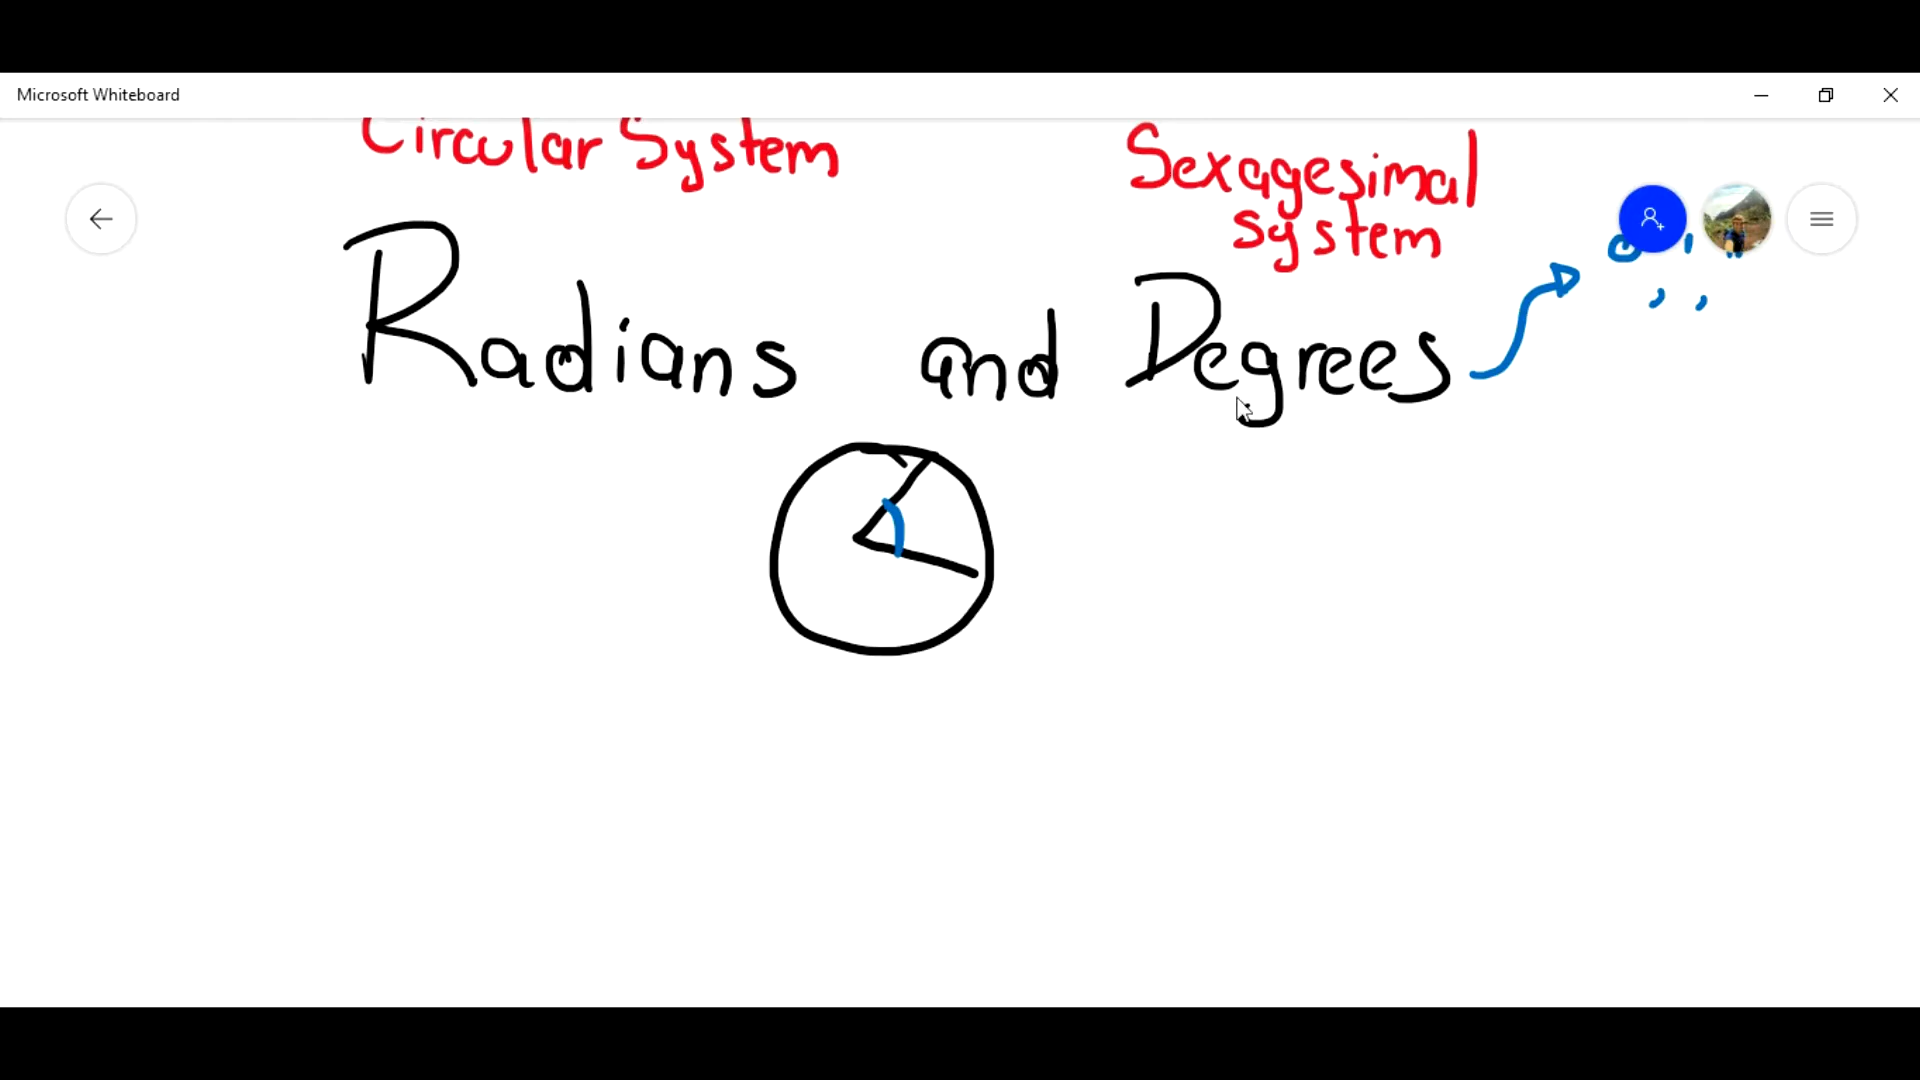 Microsoft Whiteboard
Circular System
Sexagesimal
System
Radians and Degrees
° ' "
, ,